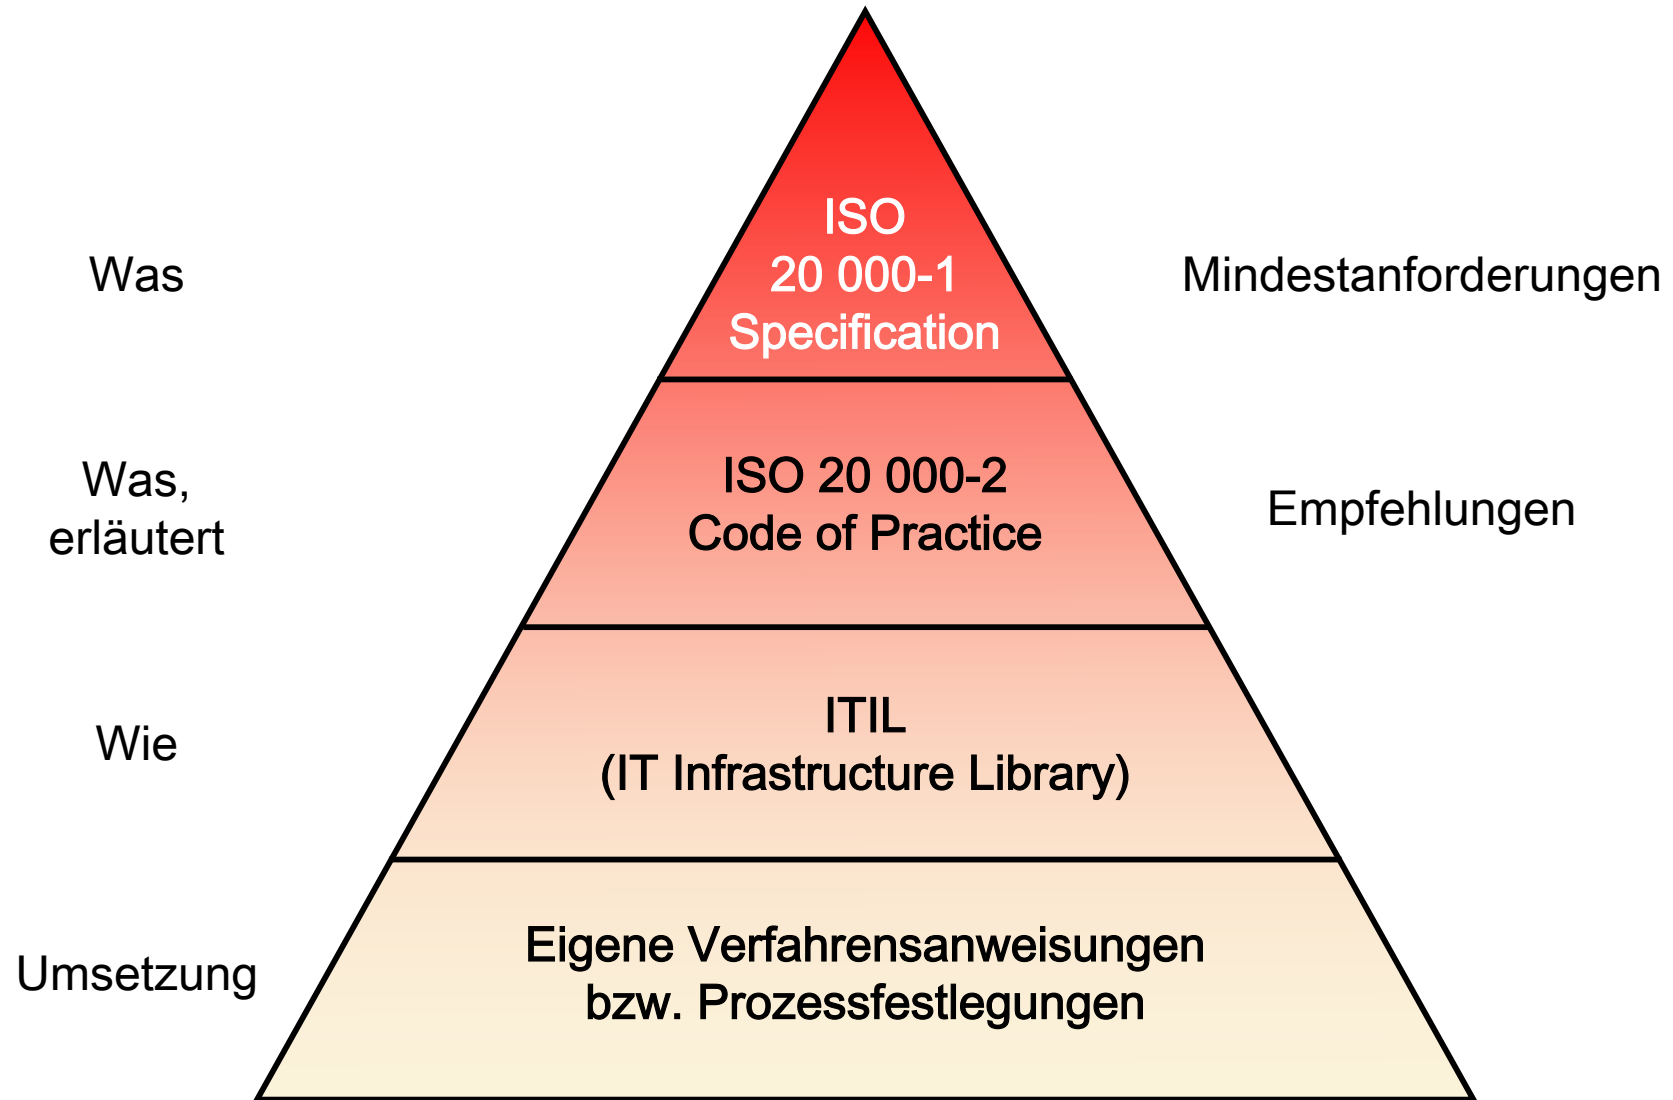 Was
ISO
20 000-1
Specification
Mindestanforderungen
Was,
erläutert
ISO 20 000-2
Code of Practice
Empfehlungen
Wie
ITIL
(IT Infrastructure Library)
Umsetzung
Eigene Verfahrensanweisungen
bzw. Prozessfestlegungen